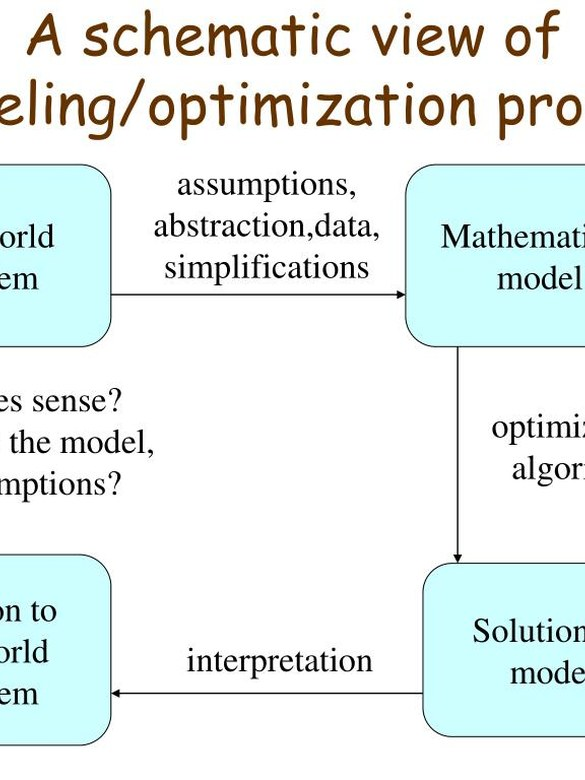 A schematic view of
eling/optimization pro
orld
em
assumptions,
abstraction,data,
simplifications
Mathemati
model
es sense?
the model,
mptions?
optimiz
algori
on to
orld
em
interpretation
Solution
mode